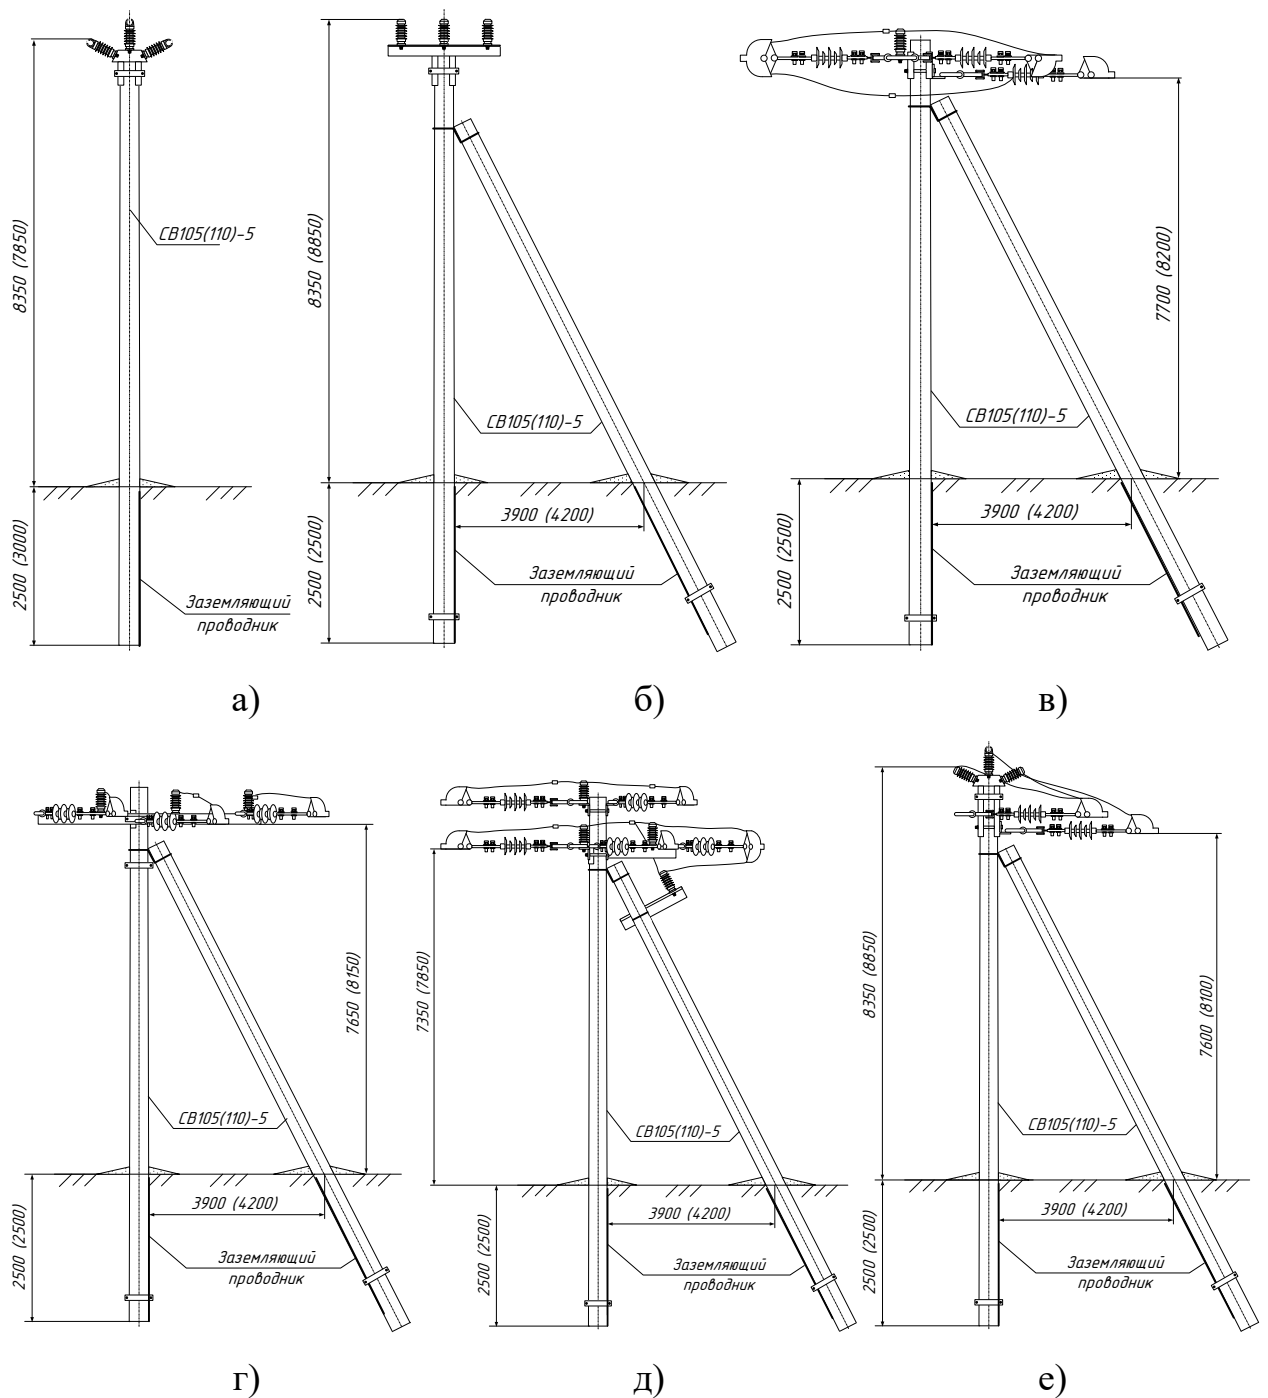 8350 (7850)
СВ105(110)-5
2500 (3000)
Заземляющий
проводник
а)
8350 (8850)
СВ105(110)-5
3900 (4200)
2500 (2500)
Заземляющий
проводник
б)
7700 (8200)
СВ105(110)-5
3900 (4200)
2500 (2500)
Заземляющий
проводник
в)
7650 (8150)
СВ105(110)-5
3900 (4200)
2500 (2500)
Заземляющий
проводник
г)
7350 (7850)
СВ105(110)-5
3900 (4200)
2500 (2500)
Заземляющий
проводник
д)
8350 (8850)
7600 (8100)
СВ105(110)-5
3900 (4200)
2500 (2500)
Заземляющий
проводник
е)